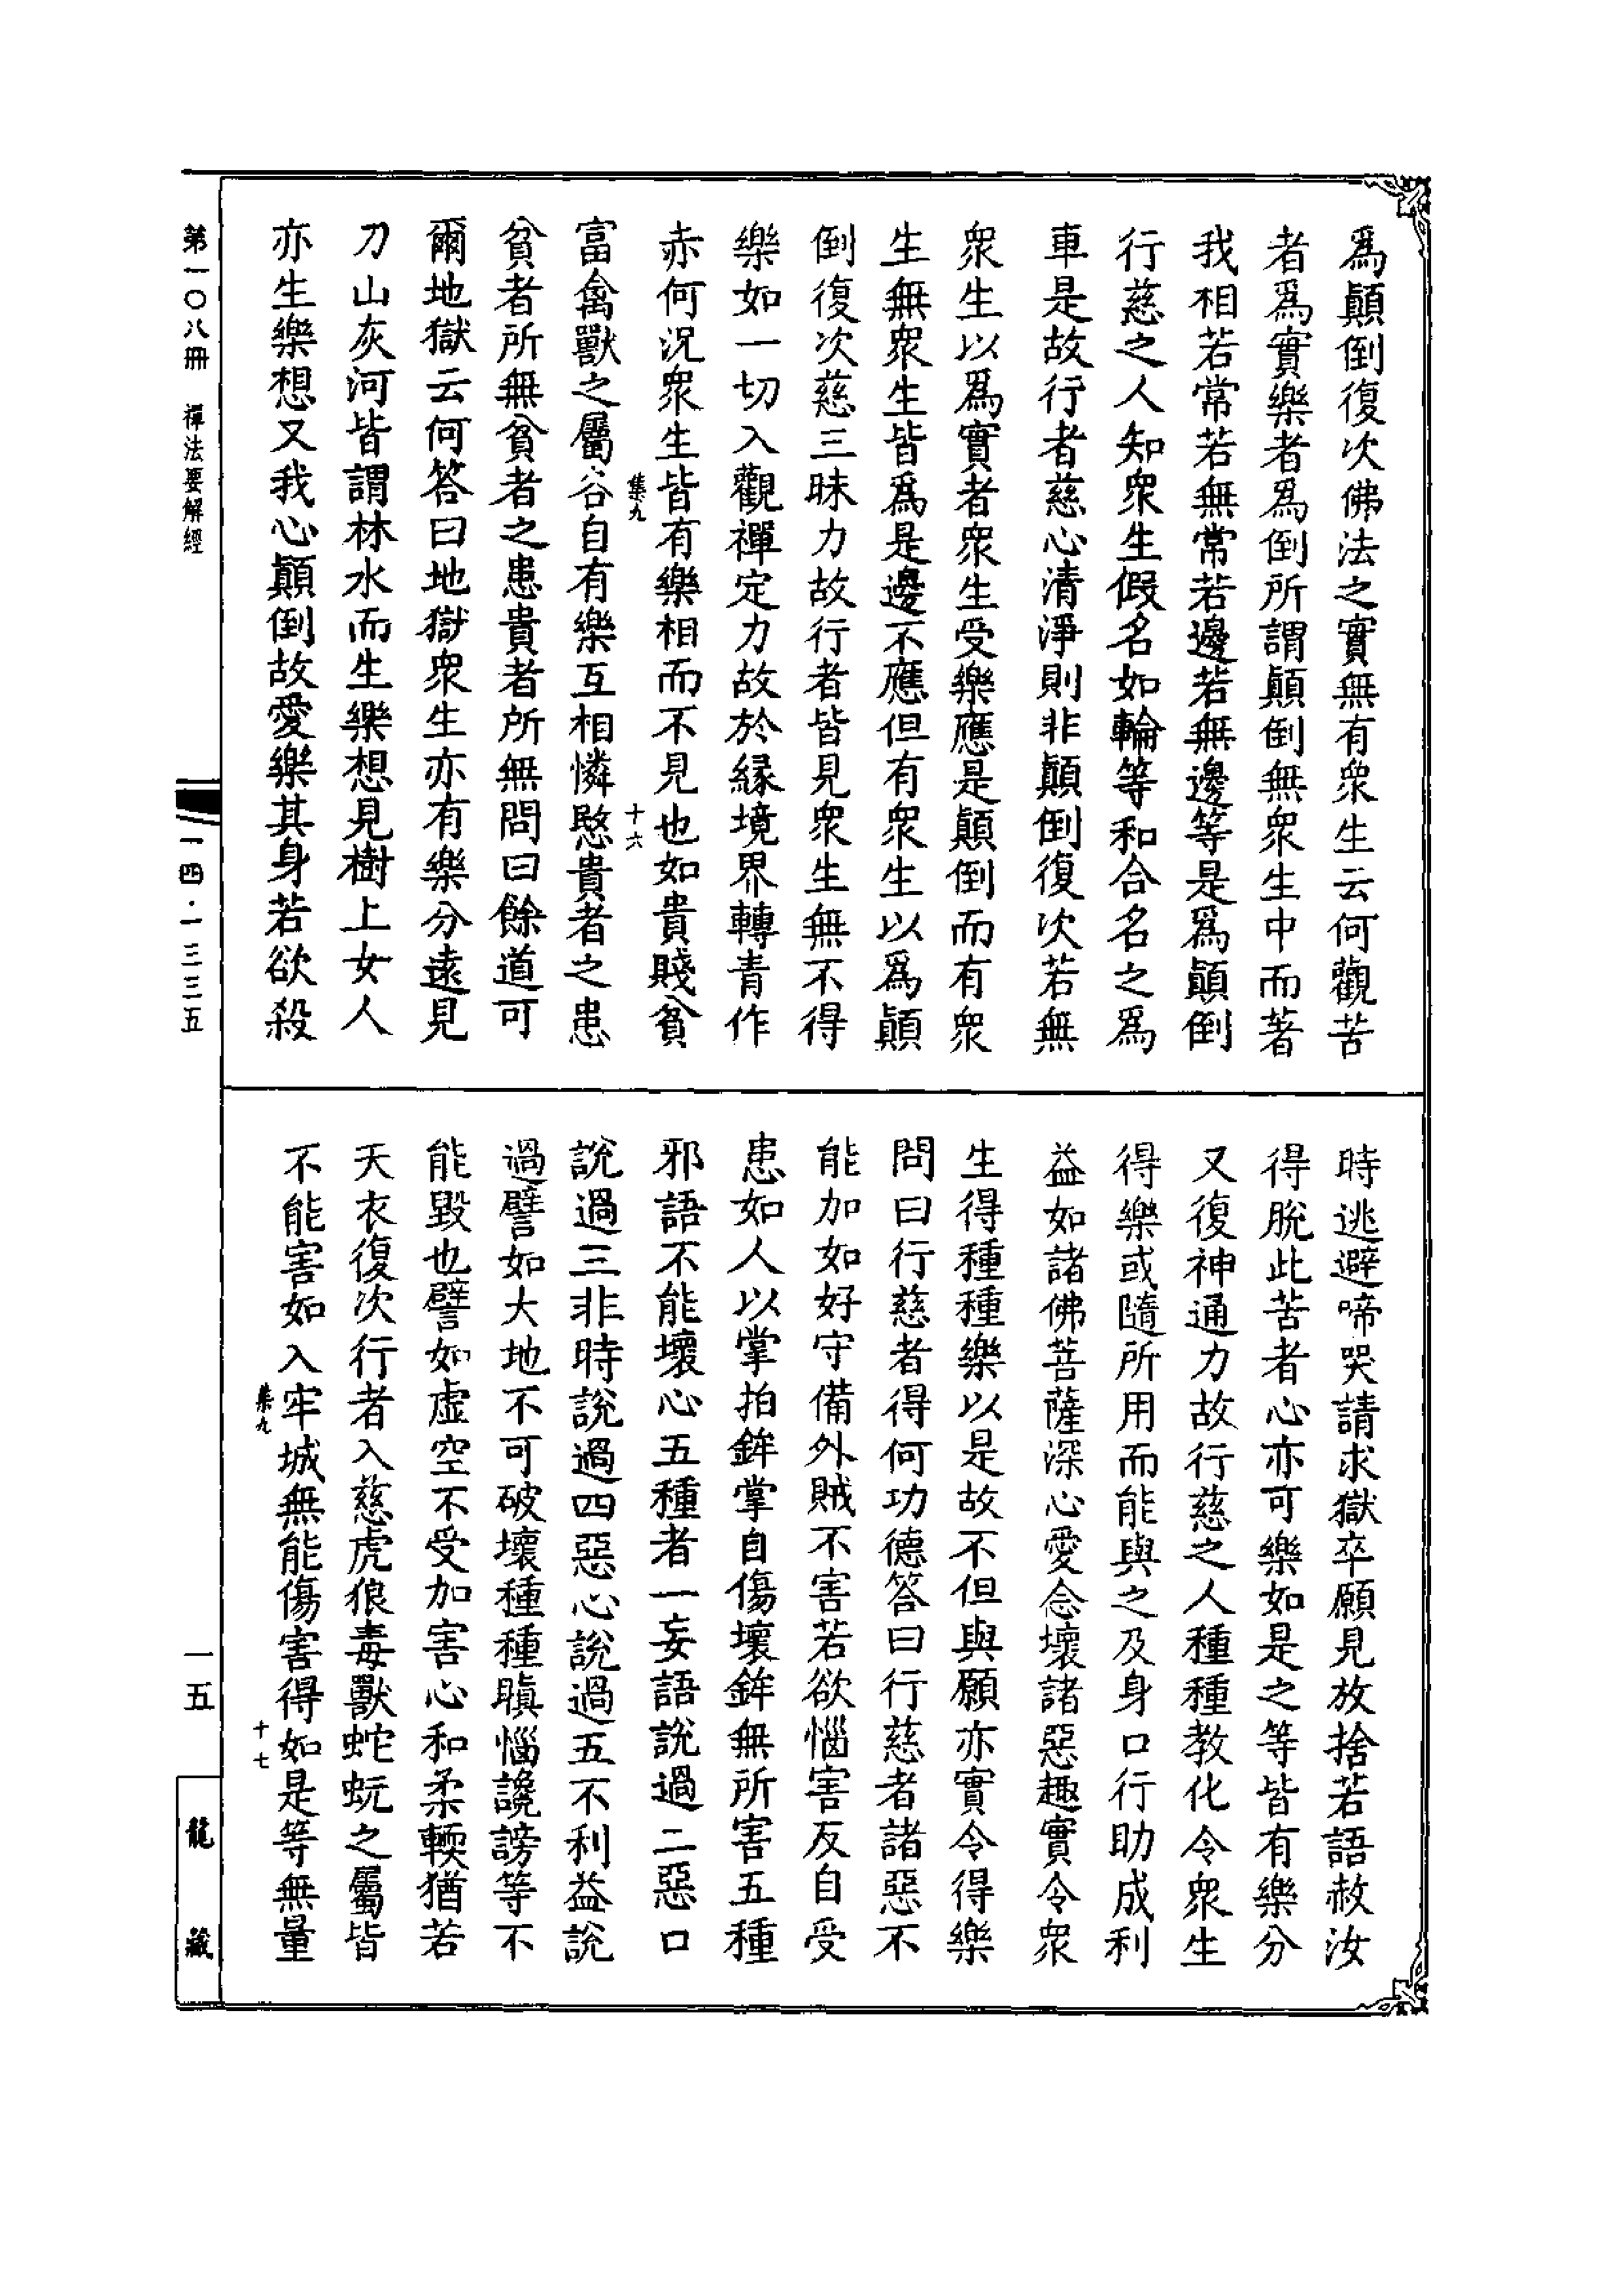 爲顚倒復次佛法之實無有衆生云何觀苦
者爲實樂者爲倒所謂顚倒無衆生中而著
我相若常若無常若邊若無邊等是爲顚倒
行慈之人知衆生假名如輪等和合名之爲
車是故行者慈心清淨則非顚倒復次若無
衆生以爲實者衆生受樂應是顚倒而有衆
生無衆生皆爲是邊不應但有衆生以爲顚
倒復次慈三昧力故行者皆見衆生無不得
樂如一切入觀禪定力故於緣境界轉青作
赤何況衆生皆有樂相而不見也如貴賤貧
集九
十六
富禽獸之屬各自有樂互相憐愍貴者之患
貧者所無貧者之患貴者所無問曰餘道可
爾地獄云何答曰地獄衆生亦有樂分遠見
刀山灰河皆謂林水而生樂想見樹上女人
亦生樂想又我心顚倒故愛樂其身若欲殺
時逃避啼哭請求獄卒願見放捨若語赦汝
得脫此苦者心亦可樂如是之等皆有樂分
又復神通力故行慈之人種種教化令衆生
得樂或隨所用而能與之及身口行助成利
益如諸佛菩薩深心愛念壞諸惡趣實令衆
生得種種樂以是故不但與願亦實令得樂
問曰行慈者得何功德答曰行慈者諸惡不
能加如好守備外賊不害若欲惱害反自受
患如人以掌拍鉾掌自傷壞鉾無所害五種
邪語不能壞心五種者一妄語說過二惡口
說過三非時說過四惡心說過五不利益說
過譬如大地不可破壞種種瞋惱讒謗等不
能毀也譬如虛空不受加害心和柔輭猶若
天衣復次行者入慈虎狼毒獸蛇蚖之屬皆
不能害如入牢城無能傷害得如是等無量
集九
十七
第一〇八冊 禪法要解經
一四·一三三五
一五
龍藏